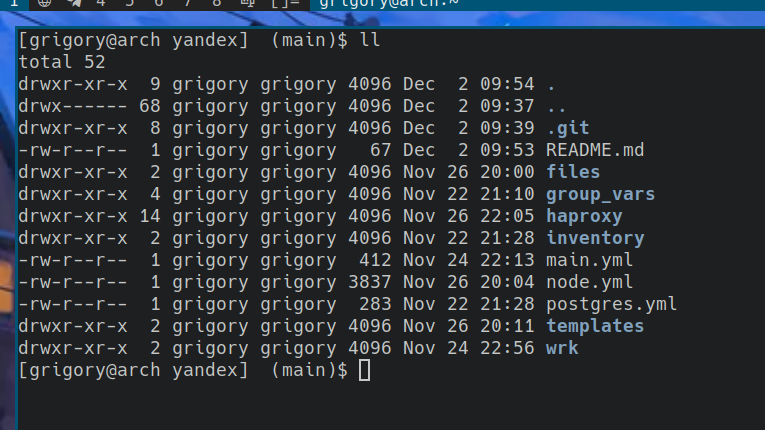 1 4 5 6 7 8 []= grigory@arch:~
[grigory@arch yandex]  (main)$ ll
total 52
drwxr-xr-x  9 grigory grigory 4096 Dec  2 09:54 .
drwx------ 68 grigory grigory 4096 Dec  2 09:37 ..
drwxr-xr-x  8 grigory grigory 4096 Dec  2 09:39 .git
-rw-r--r--  1 grigory grigory   67 Dec  2 09:53 README.md
drwxr-xr-x  2 grigory grigory 4096 Nov 26 20:00 files
drwxr-xr-x  4 grigory grigory 4096 Nov 22 21:10 group_vars
drwxr-xr-x 14 grigory grigory 4096 Nov 26 22:05 haproxy
drwxr-xr-x  2 grigory grigory 4096 Nov 22 21:28 inventory
-rw-r--r--  1 grigory grigory  412 Nov 24 22:13 main.yml
-rw-r--r--  1 grigory grigory 3837 Nov 26 20:04 node.yml
-rw-r--r--  1 grigory grigory  283 Nov 22 21:28 postgres.yml
drwxr-xr-x  2 grigory grigory 4096 Nov 26 20:11 templates
drwxr-xr-x  2 grigory grigory 4096 Nov 24 22:56 wrk
[grigory@arch yandex]  (main)$